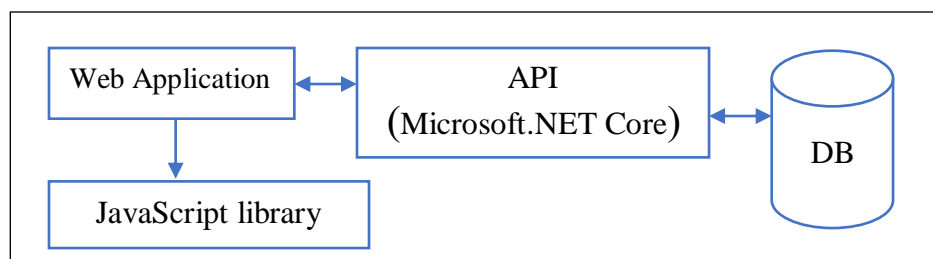 Web Application
API
(Microsoft.NET Core)
DB
JavaScript library